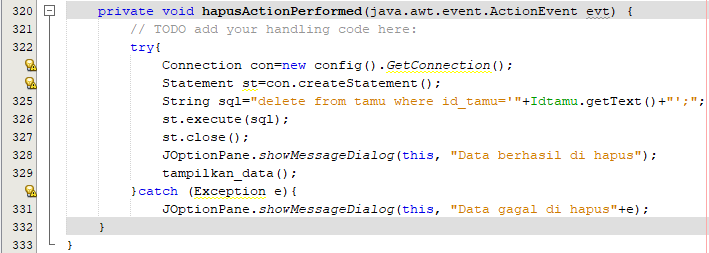 320 private void hapusActionPerformed(java.awt.event.ActionEvent evt) {
321 // TODO add your handling code here:
322 try{
Connection con=new config().GetConnection();
Statement st=con.createStatement();
325 String sql="delete from tamu where id_tamu='"+Idtamu.getText()+"';";
326 st.execute(sql);
327 st.close();
328 JOptionPane.showMessageDialog(this, "Data berhasil di hapus");
329 tampilkan_data();
}catch (Exception e){
331 JOptionPane.showMessageDialog(this, "Data gagal di hapus"+e);
332 }
333 }